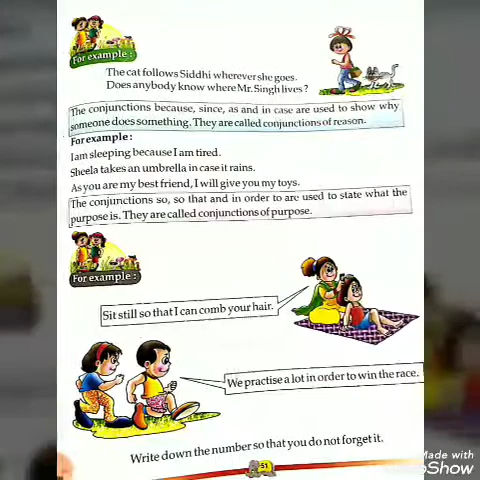 For example :
The cat follows Siddhi wherever she goes.
Does anybody know where Mr. Singh lives ?
The conjunctions because, since, as and in case are used to show why
someone does something. They are called conjunctions of reason.
For example:
I am sleeping because I am tired.
Sheela takes an umbrella in case it rains.
As you are my best friend, I will give you my toys.
The conjunctions so, so that and in order to are used to state what the
purpose is. They are called conjunctions of purpose.
For example :
Sit still so that I can comb your hair.
We practise a lot in order to win the race.
Write down the number so that you do not forget it.
51
Made with
Show